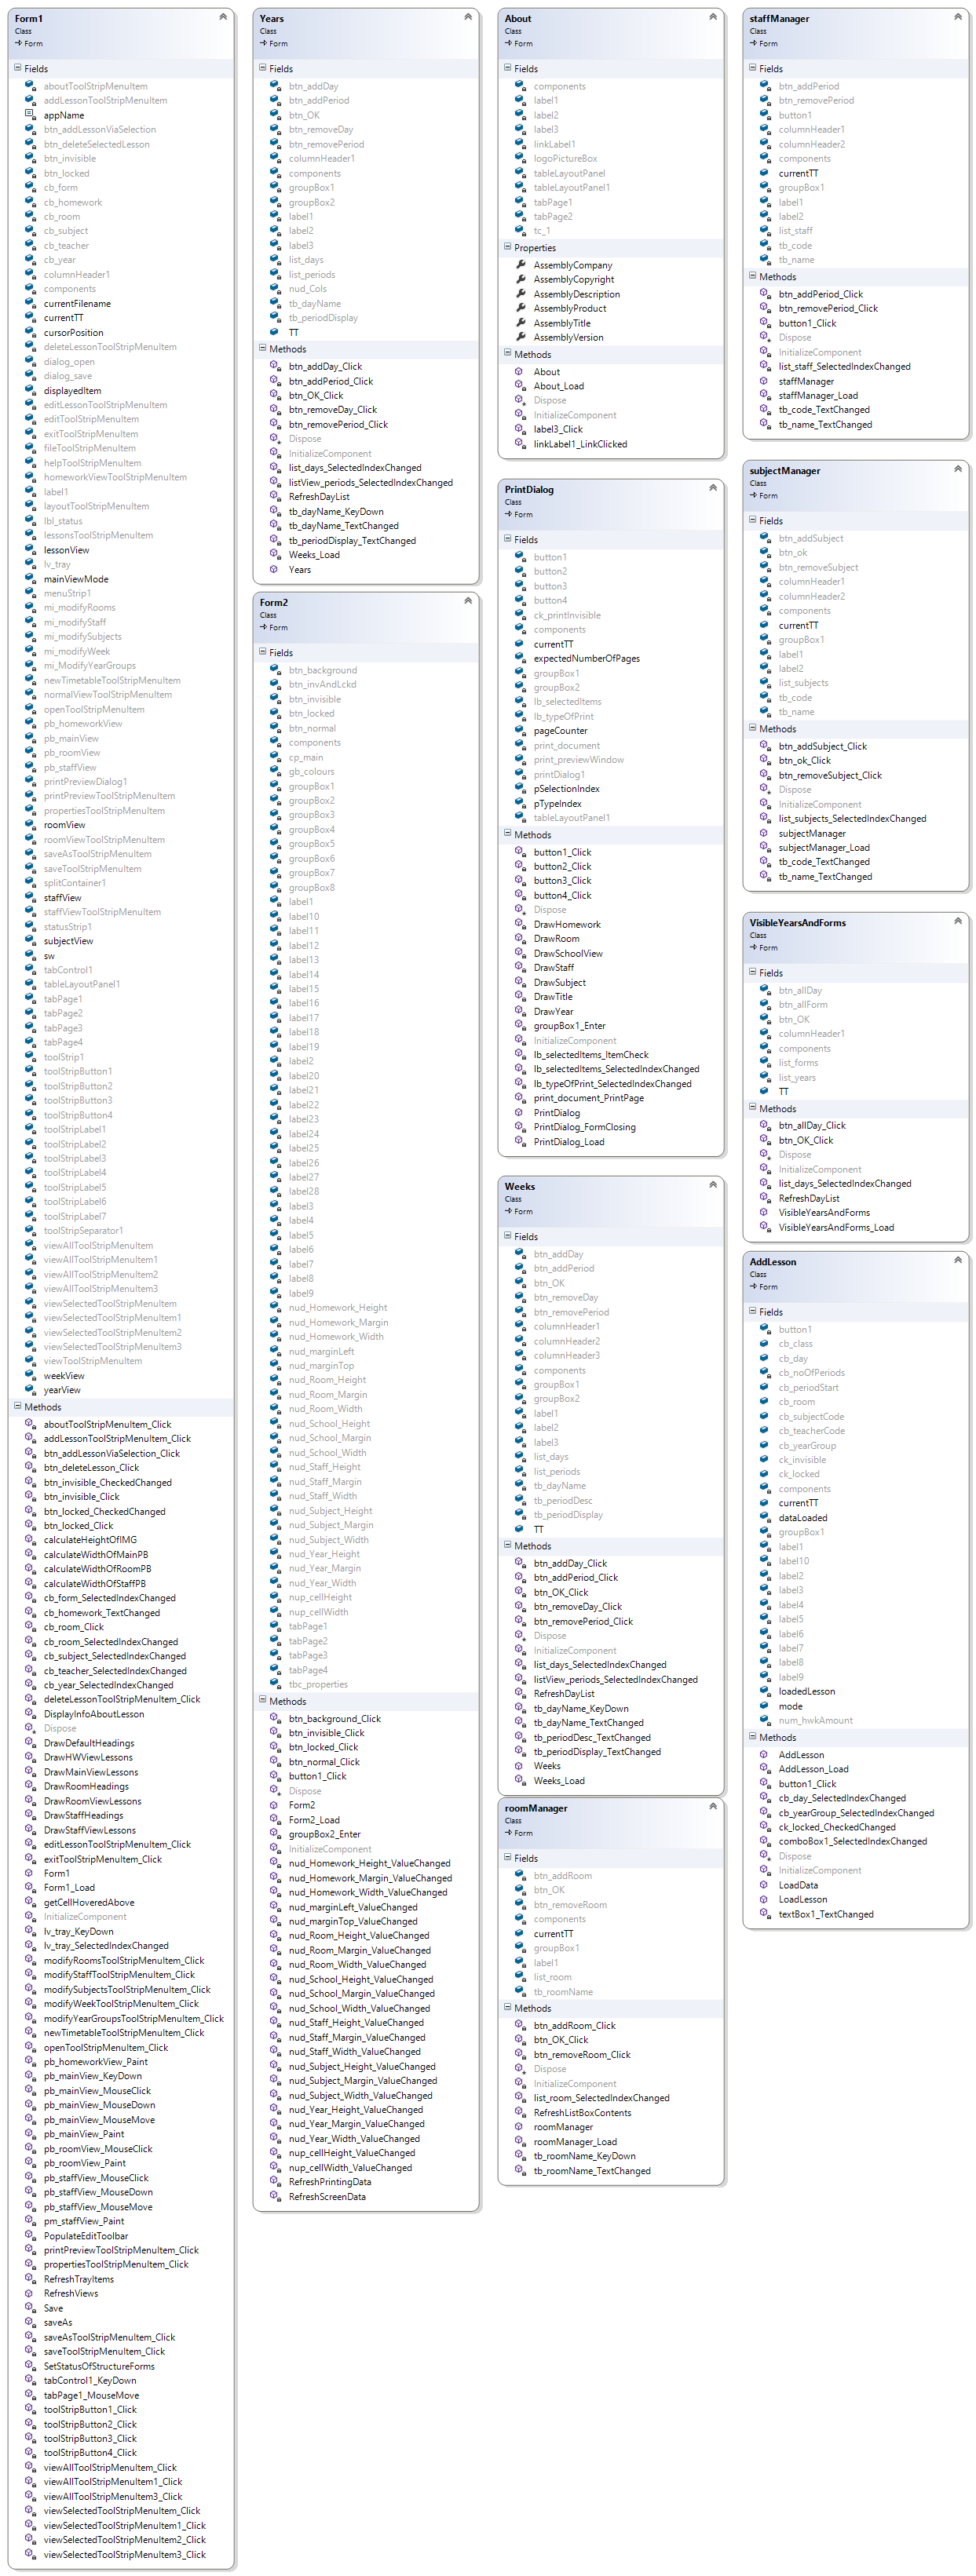 Form1
Class
Form
Fields
aboutToolStripMenuItem
addLessonToolStripMenuItem
appName
btn_addLessonViaSelection
btn_deleteSelectedLesson
btn_invisible
btn_locked
cb_form
cb_homework
cb_room
cb_subject
cb_teacher
cb_year
columnHeader1
components
currentFilename
currentTT
cursorPosition
deleteLessonToolStripMenuItem
dialog_open
dialog_save
displayedItem
editLessonToolStripMenuItem
editToolStripMenuItem
exitToolStripMenuItem
fileToolStripMenuItem
helpToolStripMenuItem
homeworkViewToolStripMenuItem
label1
layoutToolStripMenuItem
lbl_status
lessonsToolStripMenuItem
lessonView
lv_tray
mainViewMode
menuStrip1
mi_modifyRooms
mi_modifyStaff
mi_modifySubjects
mi_modifyWeek
mi_ModifyYearGroups
newTimetableToolStripMenuItem
normalViewToolStripMenuItem
openToolStripMenuItem
pb_homeworkView
pb_mainView
pb_roomView
pb_staffView
printPreviewDialog1
printPreviewToolStripMenuItem
propertiesToolStripMenuItem
roomView
roomViewToolStripMenuItem
saveAsToolStripMenuItem
saveToolStripMenuItem
splitContainer1
staffView
staffViewToolStripMenuItem
statusStrip1
subjectView
sw
tabControl1
tableLayoutPanel1
tabPage1
tabPage2
tabPage3
tabPage4
toolStrip1
toolStripButton1
toolStripButton2
toolStripButton3
toolStripButton4
toolStripLabel1
toolStripLabel2
toolStripLabel3
toolStripLabel4
toolStripLabel5
toolStripLabel6
toolStripLabel7
toolStripSeparator1
viewAllToolStripMenuItem
viewAllToolStripMenuItem1
viewAllToolStripMenuItem2
viewAllToolStripMenuItem3
viewSelectedToolStripMenuItem
viewSelectedToolStripMenuItem1
viewSelectedToolStripMenuItem2
viewSelectedToolStripMenuItem3
viewToolStripMenuItem
weekView
yearView
Methods
aboutToolStripMenuItem_Click
addLessonToolStripMenuItem_Click
btn_addLessonViaSelection_Click
btn_deleteLesson_Click
btn_invisible_CheckedChanged
btn_invisible_Click
btn_locked_CheckedChanged
btn_locked_Click
calculateHeightOfIMG
calculateWidthOfMainPB
calculateWidthOfRoomPB
calculateWidthOfStaffPB
cb_form_SelectedIndexChanged
cb_homework_TextChanged
cb_room_Click
cb_room_SelectedIndexChanged
cb_subject_SelectedIndexChanged
cb_teacher_SelectedIndexChanged
cb_year_SelectedIndexChanged
deleteLessonToolStripMenuItem_Click
DisplayInfoAboutLesson
Dispose
DrawDefaultHeadings
DrawHWViewLessons
DrawMainViewLessons
DrawRoomHeadings
DrawRoomViewLessons
DrawStaffHeadings
DrawStaffViewLessons
editLessonToolStripMenuItem_Click
exitToolStripMenuItem_Click
Form1
Form1_Load
getCellHoveredAbove
InitializeComponent
lv_tray_KeyDown
lv_tray_SelectedIndexChanged
modifyRoomsToolStripMenuItem_Click
modifyStaffToolStripMenuItem_Click
modifySubjectsToolStripMenuItem_Click
modifyWeekToolStripMenuItem_Click
modifyYearGroupsToolStripMenuItem_Click
newTimetableToolStripMenuItem_Click
openToolStripMenuItem_Click
pb_homeworkView_Paint
pb_mainView_KeyDown
pb_mainView_MouseClick
pb_mainView_MouseDown
pb_mainView_MouseMove
pb_mainView_Paint
pb_roomView_MouseClick
pb_roomView_Paint
pb_staffView_MouseClick
pb_staffView_MouseDown
pb_staffView_MouseMove
pm_staffView_Paint
PopulateEditToolbar
printPreviewToolStripMenuItem_Click
propertiesToolStripMenuItem_Click
RefreshTrayItems
RefreshViews
Save
saveAs
saveAsToolStripMenuItem_Click
saveToolStripMenuItem_Click
SetStatusOfStructureForms
tabControl1_KeyDown
tabPage1_MouseMove
toolStripButton1_Click
toolStripButton2_Click
toolStripButton3_Click
toolStripButton4_Click
viewAllToolStripMenuItem_Click
viewAllToolStripMenuItem1_Click
viewAllToolStripMenuItem3_Click
viewSelectedToolStripMenuItem_Click
viewSelectedToolStripMenuItem1_Click
viewSelectedToolStripMenuItem2_Click
viewSelectedToolStripMenuItem3_Click
Years
Class
Form
Fields
btn_addDay
btn_addPeriod
btn_OK
btn_removeDay
btn_removePeriod
columnHeader1
components
groupBox1
groupBox2
label1
label2
label3
list_days
list_periods
nud_Cols
tb_dayName
tb_periodDisplay
TT
Methods
btn_addDay_Click
btn_addPeriod_Click
btn_OK_Click
btn_removeDay_Click
btn_removePeriod_Click
Dispose
InitializeComponent
list_days_SelectedIndexChanged
listView_periods_SelectedIndexChanged
RefreshDayList
tb_dayName_KeyDown
tb_dayName_TextChanged
tb_periodDisplay_TextChanged
Weeks_Load
Years
Form2
Class
Form
Fields
btn_background
btn_invAndLckd
btn_invisible
btn_locked
btn_normal
components
cp_main
gb_colours
groupBox1
groupBox2
groupBox3
groupBox4
groupBox5
groupBox6
groupBox7
groupBox8
label1
label10
label11
label12
label13
label14
label15
label16
label17
label18
label19
label2
label20
label21
label22
label23
label24
label25
label26
label27
label28
label3
label4
label5
label6
label7
label8
label9
nud_Homework_Height
nud_Homework_Margin
nud_Homework_Width
nud_marginLeft
nud_marginTop
nud_Room_Height
nud_Room_Margin
nud_Room_Width
nud_School_Height
nud_School_Margin
nud_School_Width
nud_Staff_Height
nud_Staff_Margin
nud_Staff_Width
nud_Subject_Height
nud_Subject_Margin
nud_Subject_Width
nud_Year_Height
nud_Year_Margin
nud_Year_Width
nup_cellHeight
nup_cellWidth
tabPage1
tabPage2
tabPage3
tabPage4
tbc_properties
Methods
btn_background_Click
btn_invisible_Click
btn_locked_Click
btn_normal_Click
button1_Click
Dispose
Form2
Form2_Load
groupBox2_Enter
InitializeComponent
nud_Homework_Height_ValueChanged
nud_Homework_Margin_ValueChanged
nud_Homework_Width_ValueChanged
nud_marginLeft_ValueChanged
nud_marginTop_ValueChanged
nud_Room_Height_ValueChanged
nud_Room_Margin_ValueChanged
nud_Room_Width_ValueChanged
nud_School_Height_ValueChanged
nud_School_Margin_ValueChanged
nud_School_Width_ValueChanged
nud_Staff_Height_ValueChanged
nud_Staff_Margin_ValueChanged
nud_Staff_Width_ValueChanged
nud_Subject_Height_ValueChanged
nud_Subject_Margin_ValueChanged
nud_Subject_Width_ValueChanged
nud_Year_Height_ValueChanged
nud_Year_Margin_ValueChanged
nud_Year_Width_ValueChanged
nup_cellHeight_ValueChanged
nup_cellWidth_ValueChanged
RefreshPrintingData
RefreshScreenData
About
Class
Form
Fields
components
label1
label2
label3
linkLabel1
logoPictureBox
tableLayoutPanel
tableLayoutPanel1
tabPage1
tabPage2
tc_1
Properties
AssemblyCompany
AssemblyCopyright
AssemblyDescription
AssemblyProduct
AssemblyTitle
AssemblyVersion
Methods
About
About_Load
Dispose
InitializeComponent
label3_Click
linkLabel1_LinkClicked
PrintDialog
Class
Form
Fields
button1
button2
button3
button4
ck_printInvisible
components
currentTT
expectedNumberOfPages
groupBox1
groupBox2
lb_selectedItems
lb_typeOfPrint
pageCounter
print_document
print_previewWindow
printDialog1
pSelectionIndex
pTypeIndex
tableLayoutPanel1
Methods
button1_Click
button2_Click
button3_Click
button4_Click
Dispose
DrawHomework
DrawRoom
DrawSchoolView
DrawStaff
DrawSubject
DrawTitle
DrawYear
groupBox1_Enter
InitializeComponent
lb_selectedItems_ItemCheck
lb_selectedItems_SelectedIndexChanged
lb_typeOfPrint_SelectedIndexChanged
print_document_PrintPage
PrintDialog
PrintDialog_FormClosing
PrintDialog_Load
Weeks
Class
Form
Fields
btn_addDay
btn_addPeriod
btn_OK
btn_removeDay
btn_removePeriod
columnHeader1
columnHeader2
columnHeader3
components
groupBox1
groupBox2
label1
label2
label3
list_days
list_periods
tb_dayName
tb_periodDesc
tb_periodDisplay
TT
Methods
btn_addDay_Click
btn_addPeriod_Click
btn_OK_Click
btn_removeDay_Click
btn_removePeriod_Click
Dispose
InitializeComponent
list_days_SelectedIndexChanged
listView_periods_SelectedIndexChanged
RefreshDayList
tb_dayName_KeyDown
tb_dayName_TextChanged
tb_periodDesc_TextChanged
tb_periodDisplay_TextChanged
Weeks
Weeks_Load
roomManager
Class
Form
Fields
btn_addRoom
btn_OK
btn_removeRoom
components
currentTT
groupBox1
label1
list_room
tb_roomName
Methods
btn_addRoom_Click
btn_OK_Click
btn_removeRoom_Click
Dispose
InitializeComponent
list_room_SelectedIndexChanged
RefreshListBoxContents
roomManager
roomManager_Load
tb_roomName_KeyDown
tb_roomName_TextChanged
staffManager
Class
Form
Fields
btn_addPeriod
btn_removePeriod
button1
columnHeader1
columnHeader2
components
currentTT
groupBox1
label1
label2
list_staff
tb_code
tb_name
Methods
btn_addPeriod_Click
btn_removePeriod_Click
button1_Click
Dispose
InitializeComponent
list_staff_SelectedIndexChanged
staffManager
staffManager_Load
tb_code_TextChanged
tb_name_TextChanged
subjectManager
Class
Form
Fields
btn_addSubject
btn_ok
btn_removeSubject
columnHeader1
columnHeader2
components
currentTT
groupBox1
label1
label2
list_subjects
tb_code
tb_name
Methods
btn_addSubject_Click
btn_ok_Click
btn_removeSubject_Click
Dispose
InitializeComponent
list_subjects_SelectedIndexChanged
subjectManager
subjectManager_Load
tb_code_TextChanged
tb_name_TextChanged
VisibleYearsAndForms
Class
Form
Fields
btn_allDay
btn_allForm
btn_OK
columnHeader1
components
list_forms
list_years
TT
Methods
btn_allDay_Click
btn_OK_Click
Dispose
InitializeComponent
list_days_SelectedIndexChanged
RefreshDayList
VisibleYearsAndForms
VisibleYearsAndForms_Load
AddLesson
Class
Form
Fields
button1
cb_class
cb_day
cb_noOfPeriods
cb_periodStart
cb_room
cb_subjectCode
cb_teacherCode
cb_yearGroup
ck_invisible
ck_locked
components
currentTT
dataLoaded
groupBox1
label1
label10
label2
label3
label4
label5
label6
label7
label8
label9
loadedLesson
mode
num_hwkAmount
Methods
AddLesson
AddLesson_Load
button1_Click
cb_day_SelectedIndexChanged
cb_yearGroup_SelectedIndexChanged
ck_locked_CheckedChanged
comboBox1_SelectedIndexChanged
Dispose
InitializeComponent
LoadData
LoadLesson
textBox1_TextChanged